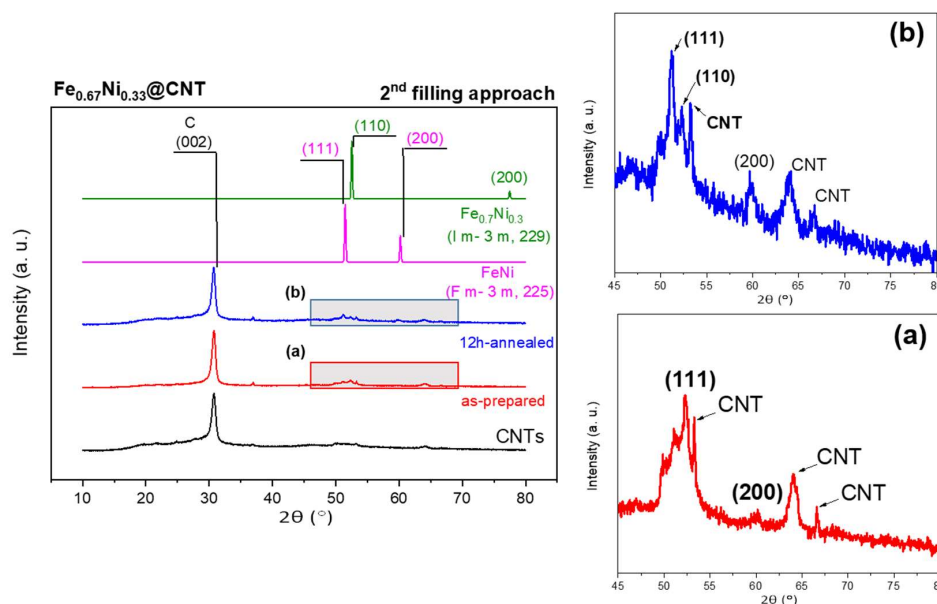 Fe0.67Ni0.33@CNT
2nd filling approach
C
(002)
(110)
(111)
(200)
(200)
Fe0.7Ni0.3
(I m- 3 m, 229)
FeNi
(F m- 3 m, 225)
(b)
12h-annealed
(a)
as-prepared
CNTs
Intensity (a. u.)
10 20 30 40 50 60 70 80
2θ (°)
(b)
(111)
(110)
CNT
(200)
CNT
CNT
Intensity (a. u.)
45 50 55 60 65 70 75
2θ (°)
(a)
(111)
CNT
CNT
(200)
CNT
Intensity (a. u.)
45 50 55 60 65 70 75
2θ (°)